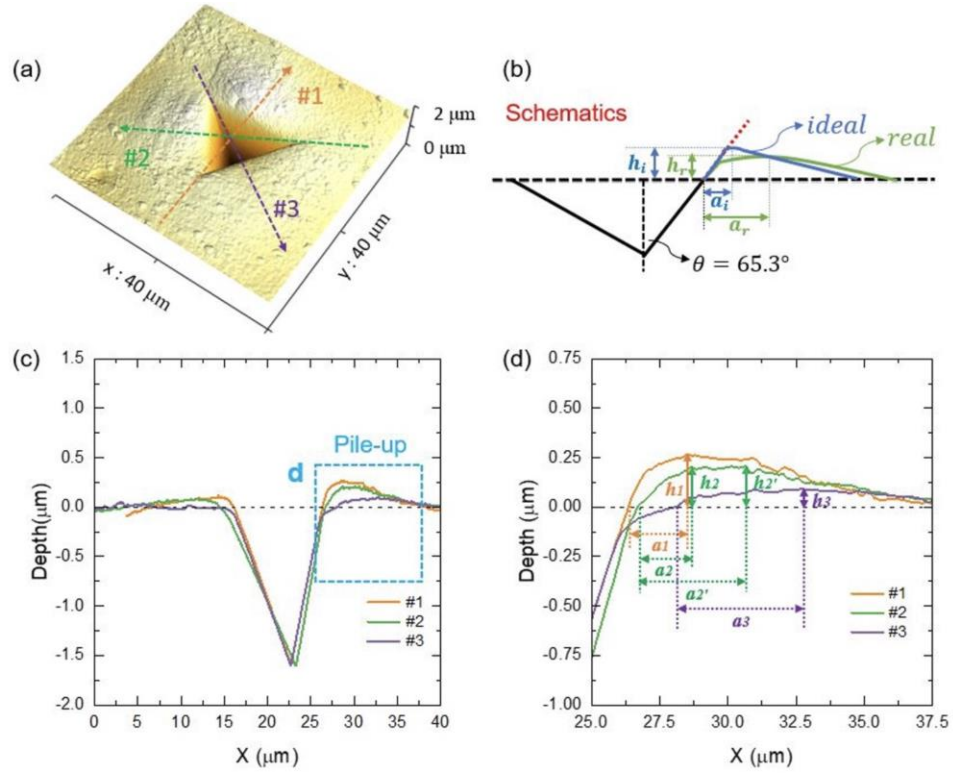 (a)
#1
#2
#3
2 μm
0 μm
x : 40 μm
y : 40 μm
(b)
Schematics
ideal
real
hᵢ
hᵣ
aᵢ
aᵣ
θ = 65.3°
(c)
1.5
1.0
0.5
0.0
-0.5
-1.0
-1.5
-2.0
Depth(μm)
Pile-up
d
#1
#2
#3
0 5 10 15 20 25 30 35 40
X (μm)
(d)
0.75
0.50
0.25
0.00
-0.25
-0.50
-0.75
-1.00
Depth (μm)
h1
h2
h2'
h3
a1
a2
a2'
a3
#1
#2
#3
25.0 27.5 30.0 32.5 35.0 37.5
X (μm)